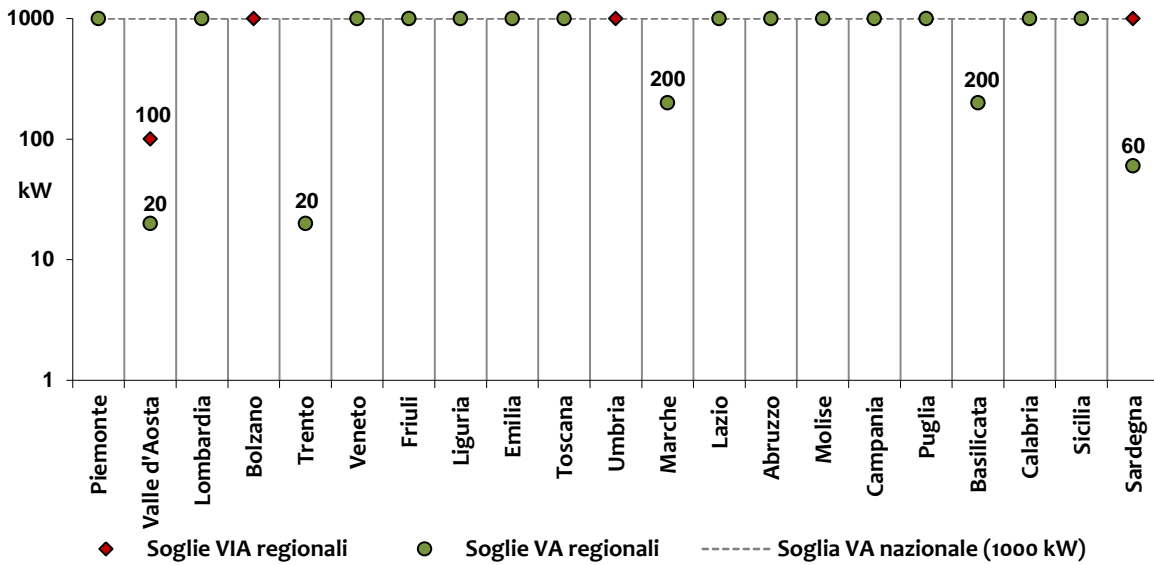 1000
200
200
100
100
60
kW
20
20
10
1
Piemonte
Valle d'Aosta
Lombardia
Bolzano
Trento
Veneto
Friuli
Liguria
Emilia
Toscana
Umbria
Marche
Lazio
Abruzzo
Molise
Campania
Puglia
Basilicata
Calabria
Sicilia
Sardegna
Soglie VIA regionali
Soglie VA regionali
Soglia VA nazionale (1000 kW)